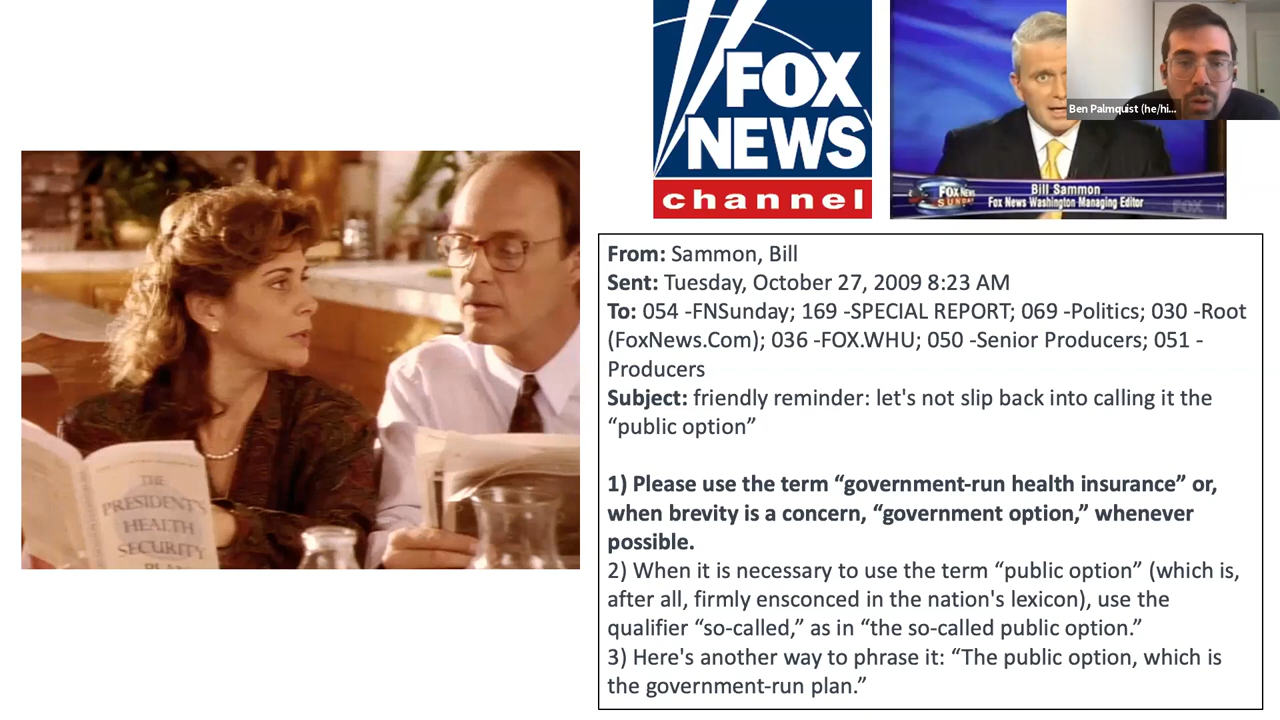 FOX
NEWS
channel
Ben Palmquist (he/hi...
FOX NEWS
SUNDAY
Bill Sammon
Fox News Washington Managing Editor
FOX
THE
PRESIDENT'S
HEALTH
SECURITY
PLAN
From: Sammon, Bill
Sent: Tuesday, October 27, 2009 8:23 AM
To: 054 -FNSunday; 169 -SPECIAL REPORT; 069 -Politics; 030 -Root
(FoxNews.Com); 036 -FOX.WHU; 050 -Senior Producers; 051 -
Producers
Subject: friendly reminder: let's not slip back into calling it the
“public option”
1) Please use the term “government-run health insurance” or,
when brevity is a concern, “government option,” whenever
possible.
2) When it is necessary to use the term “public option” (which is,
after all, firmly ensconced in the nation's lexicon), use the
qualifier “so-called,” as in “the so-called public option.”
3) Here's another way to phrase it: “The public option, which is
the government-run plan.”